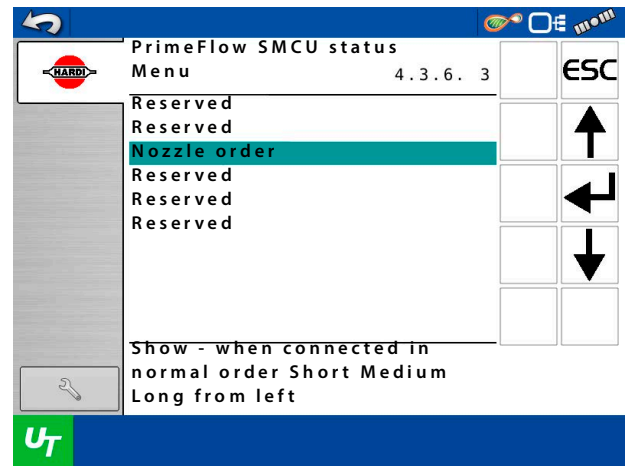 PrimeFlow SMCU status
Menu 4.3.6. 3
ESC
HARDI
Reserved
Reserved
Nozzle order
Reserved
Reserved
Reserved
Show - when connected in
normal order Short Medium
Long from left
UT